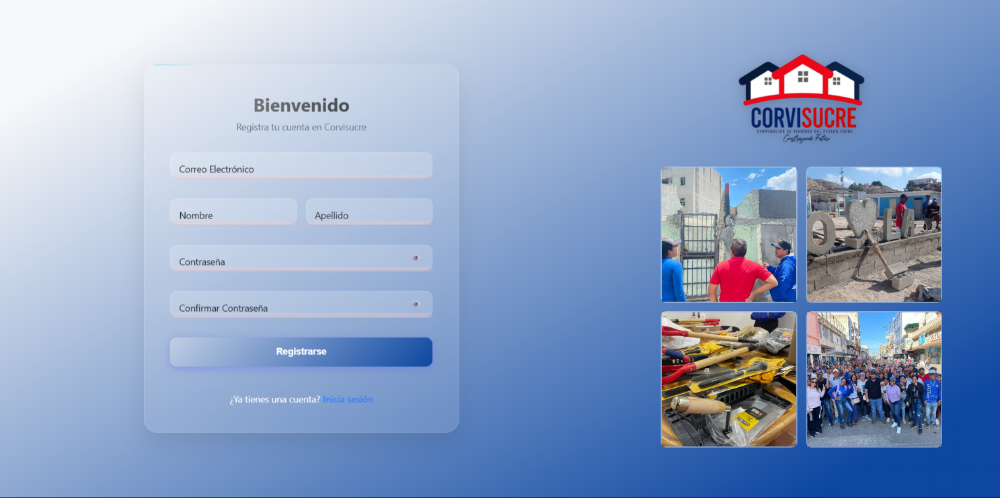 Bienvenido
Registra tu cuenta en Corvisucre
Correo Electrónico
Nombre
Apellido
Contraseña
Confirmar Contraseña
Registrarse
¿Ya tienes una cuenta? Inicia sesión
CORVISUCRE
CORPORACIÓN DE VIVIENDA DEL ESTADO SUCRE
Construyendo Futuro
O LA